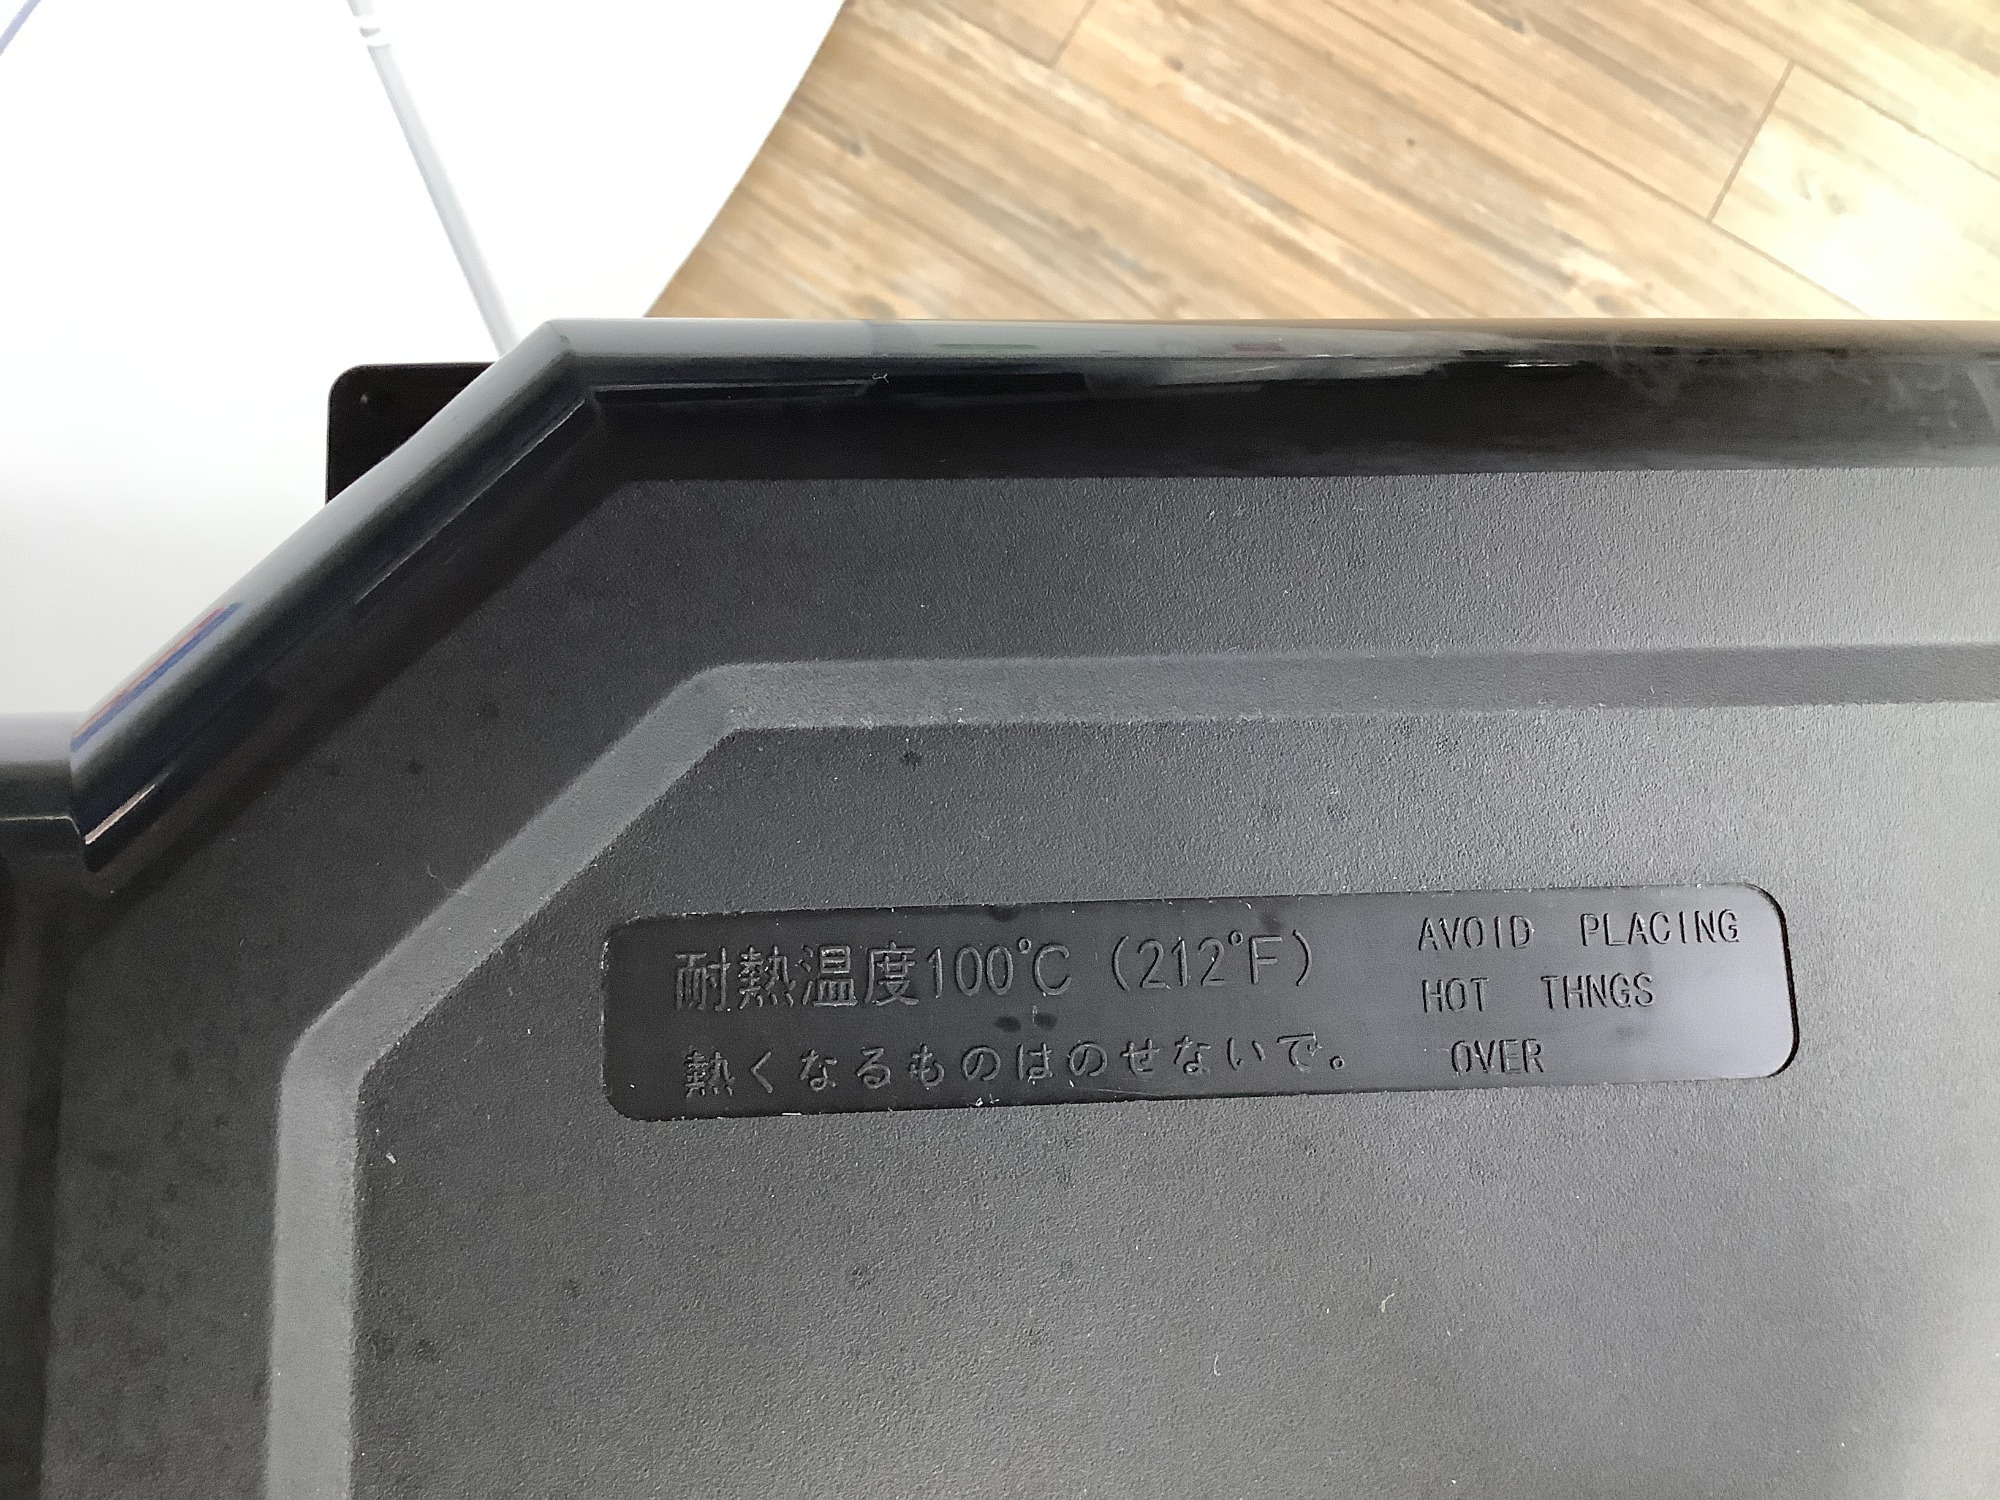 耐熱温度100℃（212℉）
熱くなるものはのせないで。
AVOID PLACING
HOT THNGS
OVER